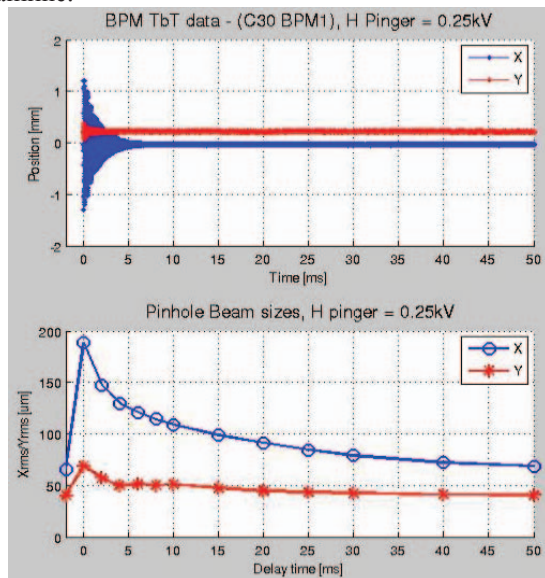 BPM TbT data - (C30 BPM1), H Pinger = 0.25kV
X
Y
2
1
0
-1
-2
Position [mm]
0 5 10 15 20 25 30 35 40 45 50
Time [ms]
Pinhole Beam sizes, H pinger = 0.25kV
X
Y
200
150
100
50
0
Xrms/Yrms [µm]
0 5 10 15 20 25 30 35 40 45 50
Delay time [ms]